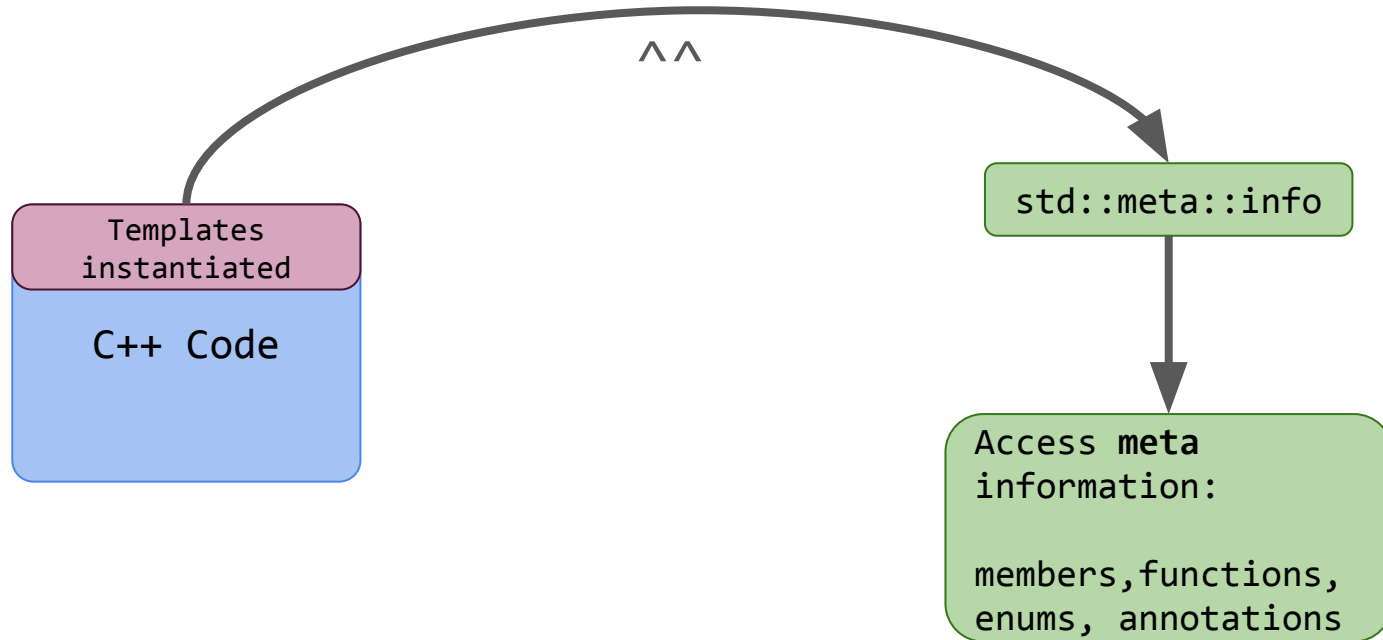 ^^
std::meta::info
Templates
instantiated
C++ Code
Access meta
information:
members,functions,
enums, annotations